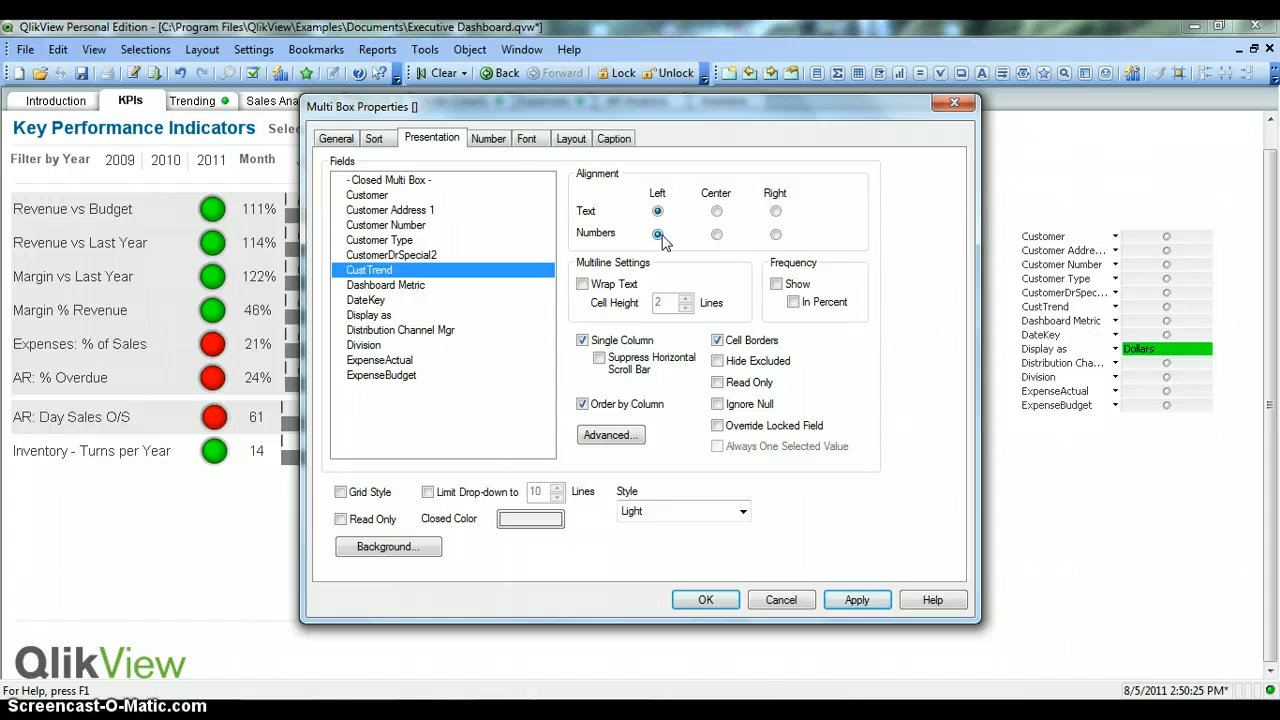 QlikView Personal Edition - [C:\Program Files\QlikView\Examples\Documents\Executive Dashboard.qvw*]
File Edit View Selections Layout Settings Bookmarks Reports Tools Object Window Help
Clear Back Forward Lock Unlock
Introduction KPIs Trending Sales Ana
Key Performance Indicators Selec
Filter by Year 2009 2010 2011 Month
Revenue vs Budget 111%
Revenue vs Last Year 114%
Margin vs Last Year 122%
Margin % Revenue 46%
Expenses: % of Sales 21%
AR: % Overdue 24%
AR: Day Sales O/S 61
Inventory - Turns per Year 14
Multi Box Properties []
General Sort Presentation Number Font Layout Caption
Fields
- Closed Multi Box -
Customer
Customer Address 1
Customer Number
Customer Type
CustomerDrSpecial2
CustTrend
Dashboard Metric
DateKey
Display as
Distribution Channel Mgr
Division
ExpenseActual
ExpenseBudget
Alignment
Left Center Right
Text
Numbers
Multiline Settings
Wrap Text
Cell Height 2 Lines
Frequency
Show
In Percent
Single Column
Suppress Horizontal
Scroll Bar
Order by Column
Advanced...
Cell Borders
Hide Excluded
Read Only
Ignore Null
Override Locked Field
Always One Selected Value
Grid Style Limit Drop-down to 10 Lines
Read Only Closed Color
Style
Light
Background...
OK Cancel Apply Help
Customer
Customer Addre...
Customer Number
Customer Type
CustomerDrSpec...
CustTrend
Dashboard Metric
DateKey
Display as Dollars
Distribution Cha...
Division
ExpenseActual
ExpenseBudget
QlikView
For Help, press F1 8/5/2011 2:50:25 PM*
Screencast-O-Matic.com